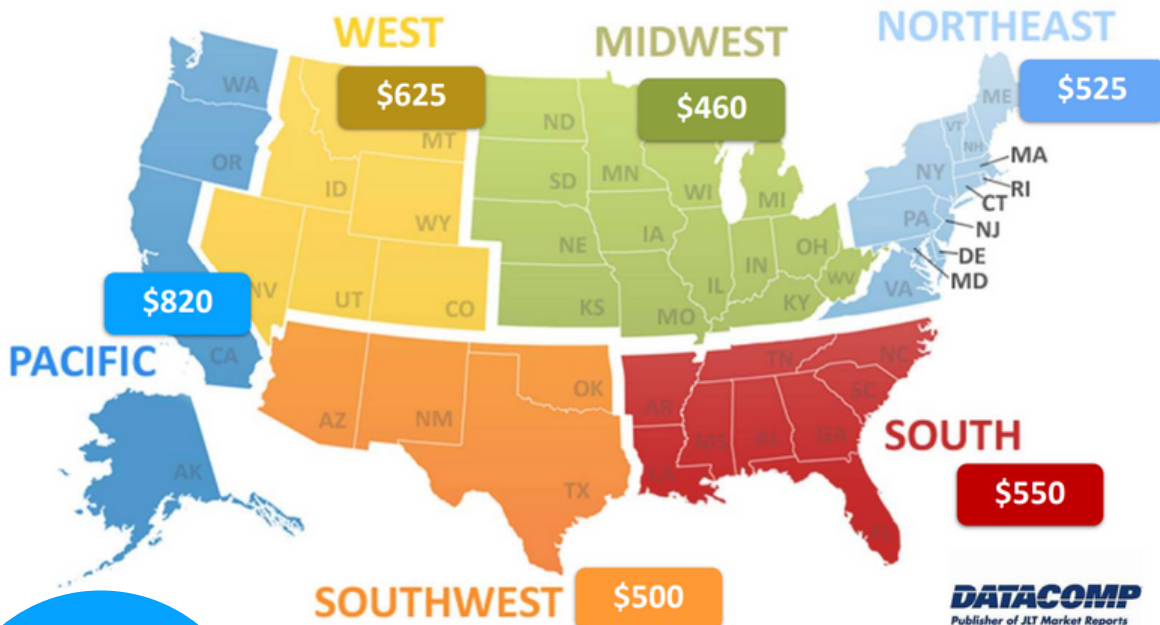 WEST
MIDWEST
NORTHEAST
$625
$460
$525
WA
MT
ND
ME
VT
NH
OR
ID
SD
MN
WI
MI
NY
MA
RI
CT
WY
NE
IA
PA
NJ
IL
IN
OH
DE
MD
NV
UT
CO
KS
MO
KY
WV
VA
$820
PACIFIC
CA
AZ
NM
OK
TX
AR
TN
NC
SC
MS
AL
GA
LA
FL
SOUTH
$550
AK
SOUTHWEST
$500
DATACOMP
Publisher of JLT Market Reports